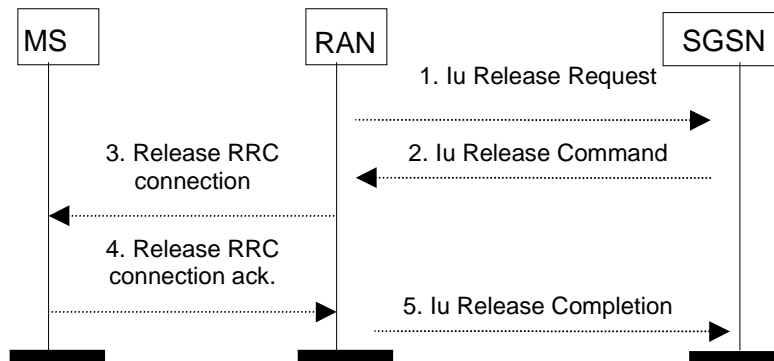 MS
RAN
SGSN
1. Iu Release Request
2. Iu Release Command
3. Release RRC
connection
4. Release RRC
connection ack.
5. Iu Release Completion